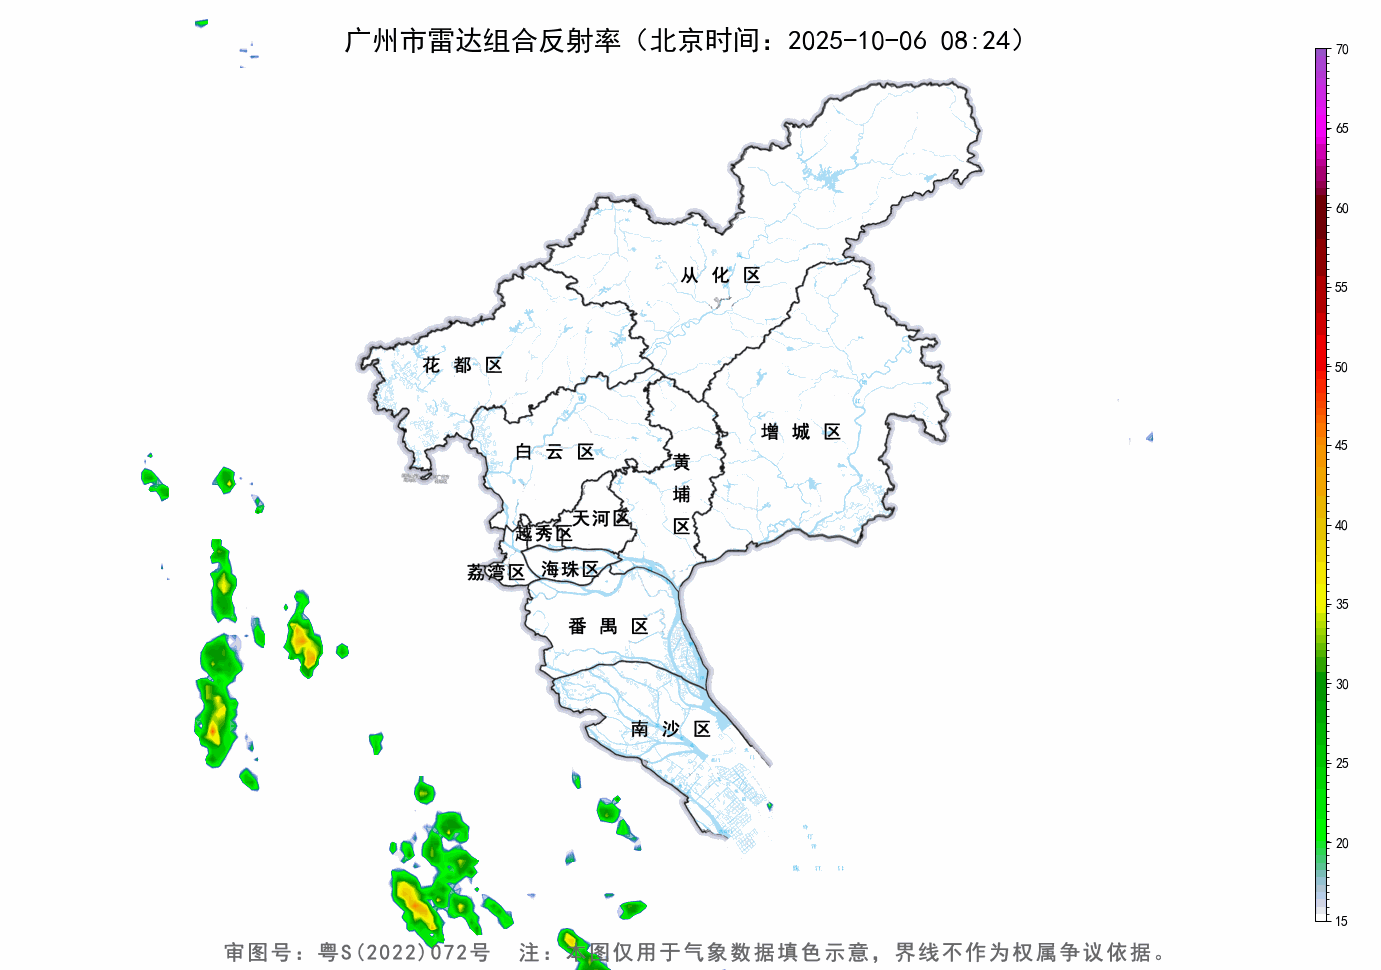 广州市雷达组合反射率（北京时间：2025-10-06 08:24）
70
65
60
55
50
45
40
35
30
25
20
15
从化区
花都区
增城区
白云区
黄埔区
天河区
越秀区
荔湾区
海珠区
番禺区
南沙区
审图号：粤S(2022)072号 注：本图仅用于气象数据填色示意，界线不作为权属争议依据。